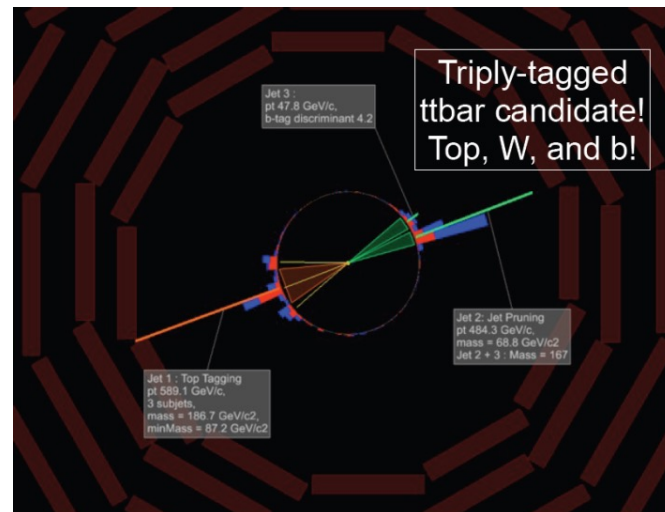 Triply-tagged
ttbar candidate!
Top, W, and b!
Jet 3 :
pt 47.8 GeV/c,
b-tag discriminant 4.2
Jet 2: Jet Pruning
pt 484.3 GeV/c,
mass = 68.8 GeV/c2
Jet 2 + 3 : Mass = 167
Jet 1 : Top Tagging
pt 589.1 GeV/c,
3 subjets,
mass = 186.7 GeV/c2,
minMass = 87.2 GeV/c2